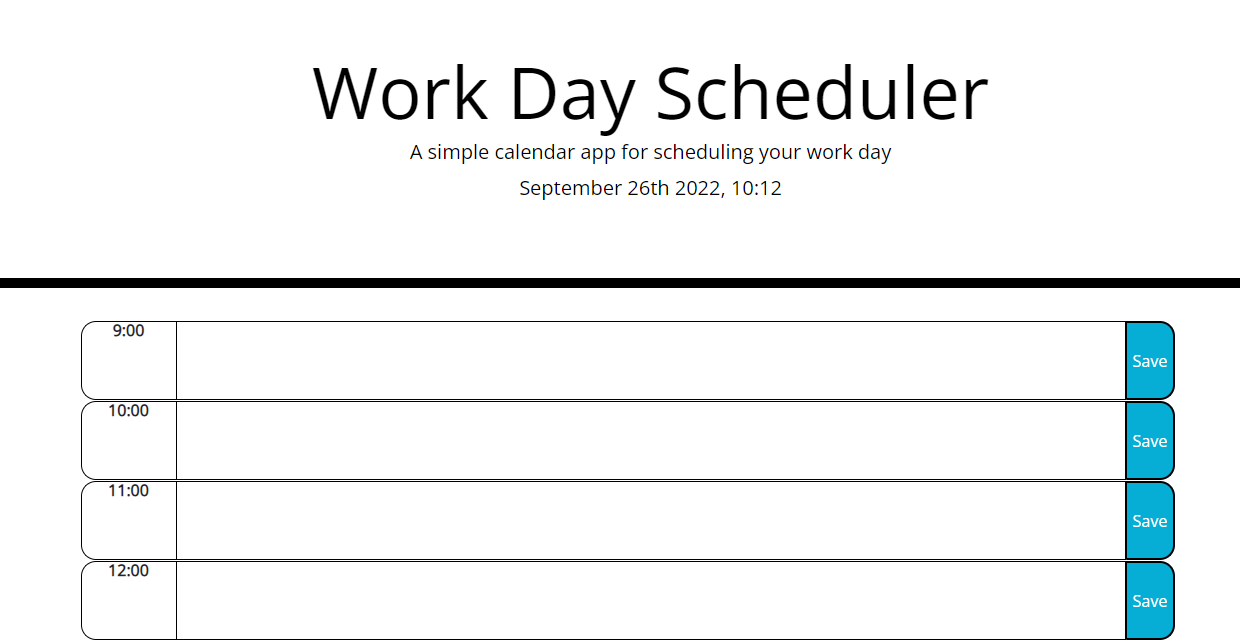 Work Day Scheduler
A simple calendar app for scheduling your work day
September 26th 2022, 10:12
9:00
Save
10:00
Save
11:00
Save
12:00
Save